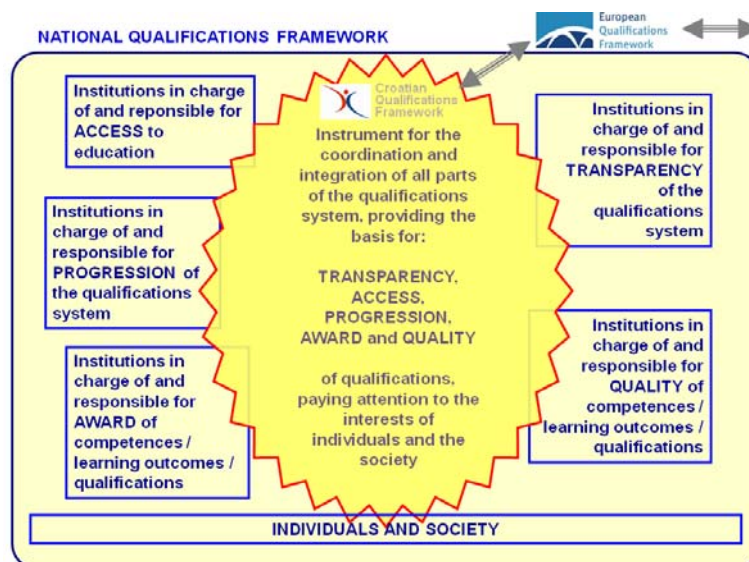 NATIONAL QUALIFICATIONS FRAMEWORK
European
Qualifications
Framework
Institutions in charge
of and reponsible for
ACCESS to
education
Institutions in
charge of and
responsible for
PROGRESSION of
the qualifications
system
Institutions in
charge of and
responsible for
AWARD of
competences /
learning outcomes /
qualifications
Croatian
Qualifications
Framework
Instrument for the
coordination and
integration of all parts
of the qualifications
system, providing the
basis for:
TRANSPARENCY,
ACCESS,
PROGRESSION,
AWARD and QUALITY
of qualifications,
paying attention to the
interests of
individuals and the
society
Institutions in
charge of and
responsible for
TRANSPARENCY
of the
qualifications
system
Institutions in
charge of and
responsible for
QUALITY of
competences /
learning outcomes /
qualifications
INDIVIDUALS AND SOCIETY